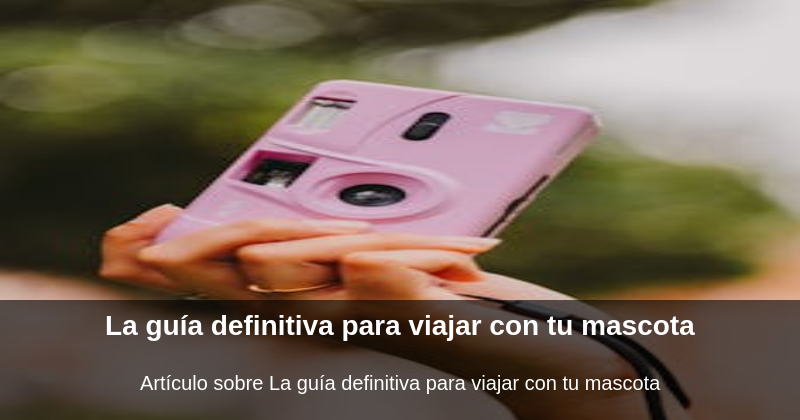 La guía definitiva para viajar con tu mascota
Artículo sobre La guía definitiva para viajar con tu mascota